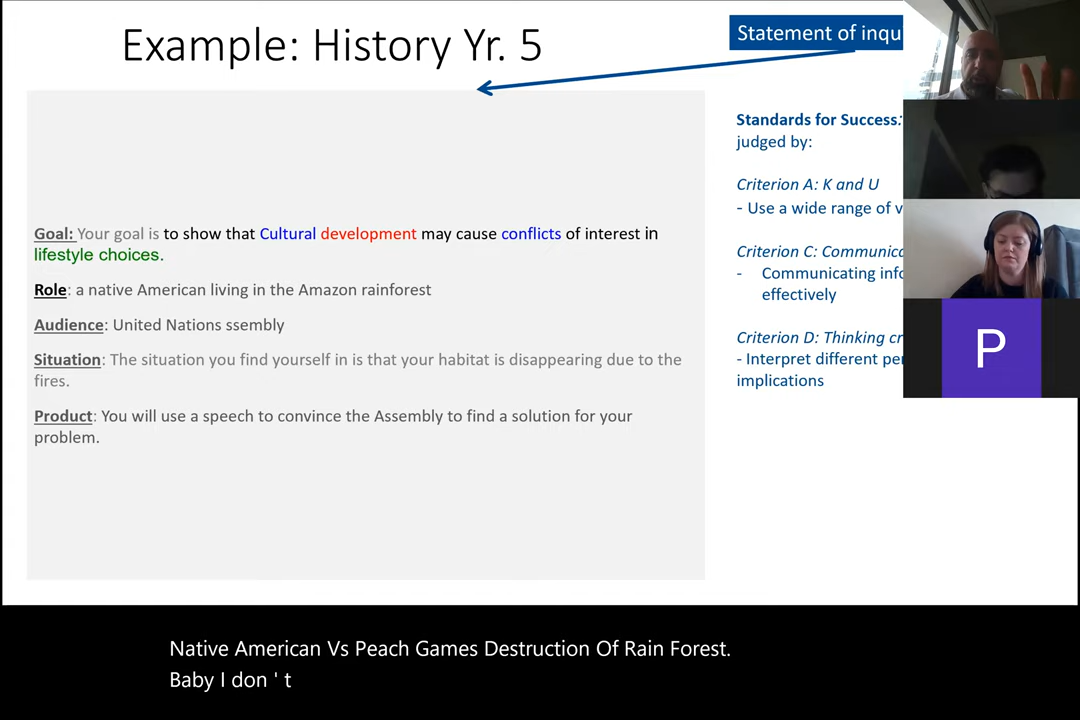 Example: History Yr. 5
Statement of inqu
Goal: Your goal is to show that Cultural development may cause conflicts of interest in
lifestyle choices.
Role: a native American living in the Amazon rainforest
Audience: United Nations ssembly
Situation: The situation you find yourself in is that your habitat is disappearing due to the
fires.
Product: You will use a speech to convince the Assembly to find a solution for your
problem.
Standards for Success:
judged by:
Criterion A: K and U
- Use a wide range of v
Criterion C: Communica
- Communicating info
effectively
Criterion D: Thinking cr
- Interpret different per
implications
P
Native American Vs Peach Games Destruction Of Rain Forest.
Baby I don ' t